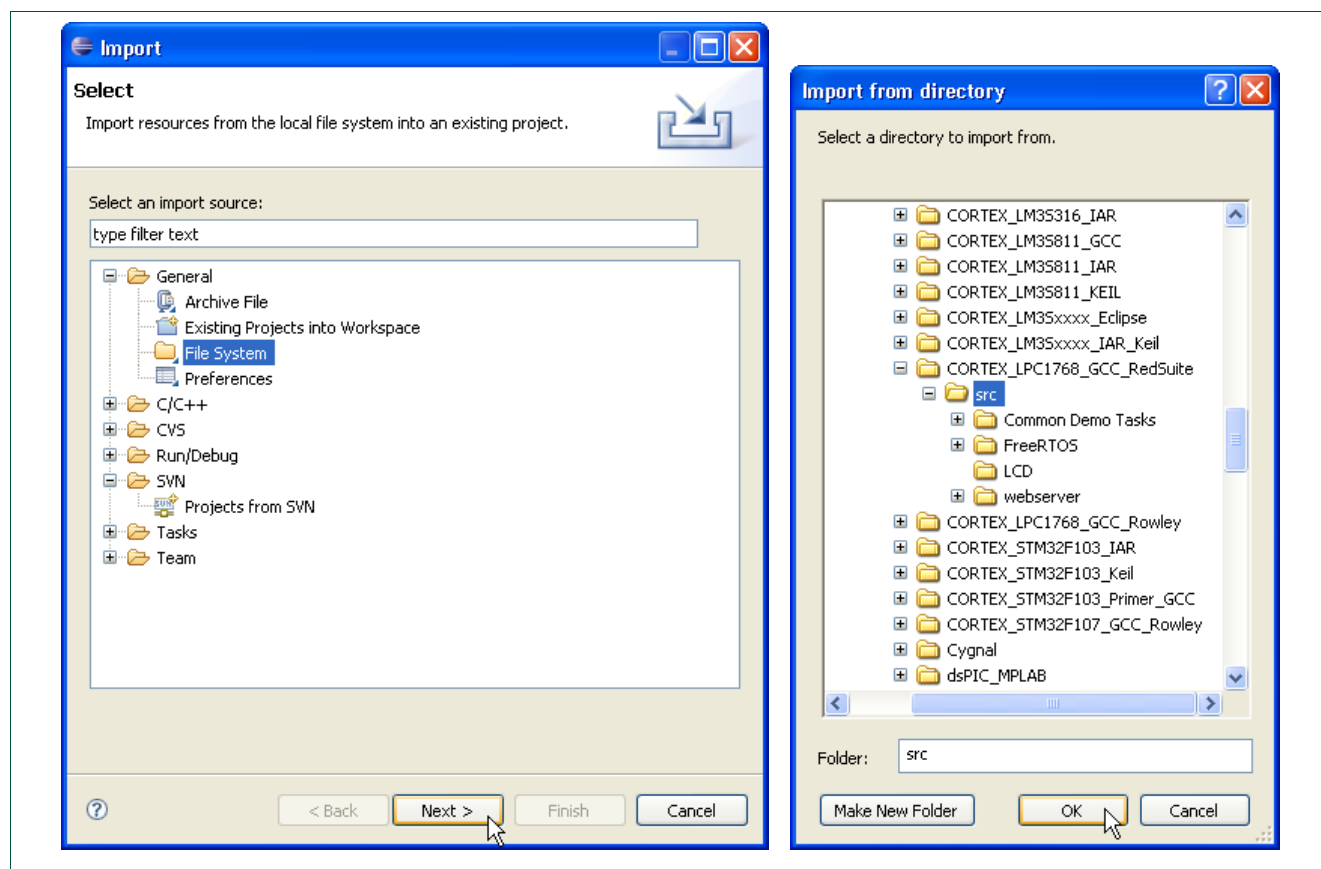 Import
Select
Import resources from the local file system into an existing project.
Select an import source:
type filter text
General
Archive File
Existing Projects into Workspace
File System
Preferences
C/C++
CVS
Run/Debug
SVN
Projects from SVN
Tasks
Team
< Back
Next >
Finish
Cancel
Import from directory
Select a directory to import from.
CORTEX_LM3S316_IAR
CORTEX_LM3S811_GCC
CORTEX_LM3S811_IAR
CORTEX_LM3S811_KEIL
CORTEX_LM3Sxxxx_Eclipse
CORTEX_LM3Sxxxx_IAR_Keil
CORTEX_LPC1768_GCC_RedSuite
src
Common Demo Tasks
FreeRTOS
LCD
webserver
CORTEX_LPC1768_GCC_Rowley
CORTEX_STM32F103_IAR
CORTEX_STM32F103_Keil
CORTEX_STM32F103_Primer_GCC
CORTEX_STM32F107_GCC_Rowley
Cygnal
dsPIC_MPLAB
Folder: src
Make New Folder
OK
Cancel